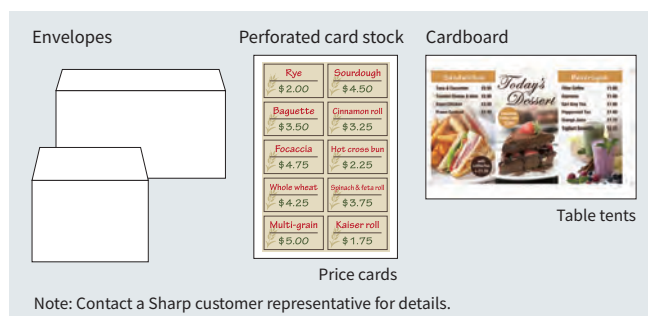 Envelopes
Perforated card stock
Cardboard
Rye
$2.00
Sourdough
$4.50
Baguette
$3.50
Cinnamon roll
$3.25
Focaccia
$4.75
Hot cross bun
$2.25
Whole wheat
$4.25
Spinach & feta roll
$3.75
Multi-grain
$5.00
Kaiser roll
$1.75
Price cards
Sandwiches
Today's
Dessert
Beverages
Table tents
Note: Contact a Sharp customer representative for details.